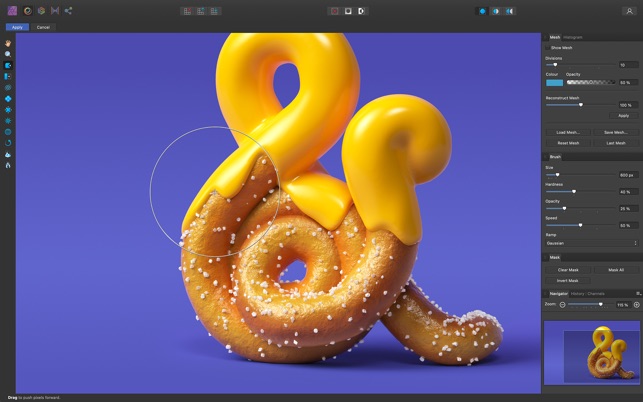 Apply Cancel
Mesh Histogram
Show Mesh
Divisions
10
Colour Opacity
50 %
Reconstruct Mesh
100 %
Apply
Load Mesh... Save Mesh...
Reset Mesh Last Mesh
Brush
Size
800 px
Hardness
40 %
Opacity
25 %
Speed
50 %
Ramp
Gaussian
Mask
Clear Mask Mask All
Invert Mask
Navigator History Channels
Zoom: 115 %
Drag to push pixels forward.